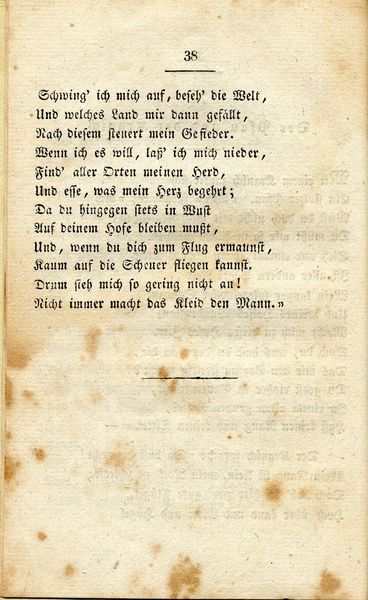 38
Schwing' ich mich auf, beseh' die Welt,
Und welches Land mir dann gefällt,
Nach diesem steuert mein Gefieder.
Wenn ich es will, laß' ich mich nieder,
Find' aller Orten meinen Herd,
Und esse, was mein Herz begehrt;
Da du hingegen stets in Wust
Auf deinem Hofe bleiben mußt,
Und, wenn du dich zum Flug ermannst,
Kaum auf die Scheuer fliegen kannst.
Drum sieh mich so gering nicht an!
Nicht immer macht das Kleid den Mann.»